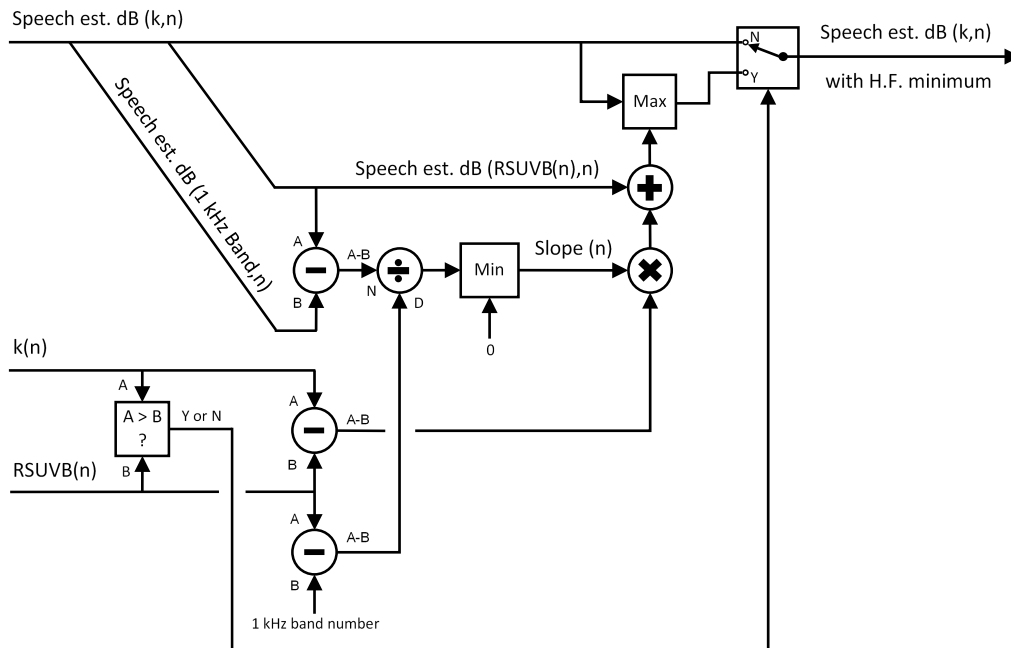 Speech est. dB (k,n)
N
Y
Speech est. dB (k,n)
with H.F. minimum
Max
Speech est. dB (1 kHz Band,n)
Speech est. dB (RSUVB(n),n)
A
B
A-B
N
D
Min
0
Slope (n)
k(n)
A
A > B
?
B
Y or N
RSUVB(n)
A
B
A-B
A
B
A-B
1 kHz band number